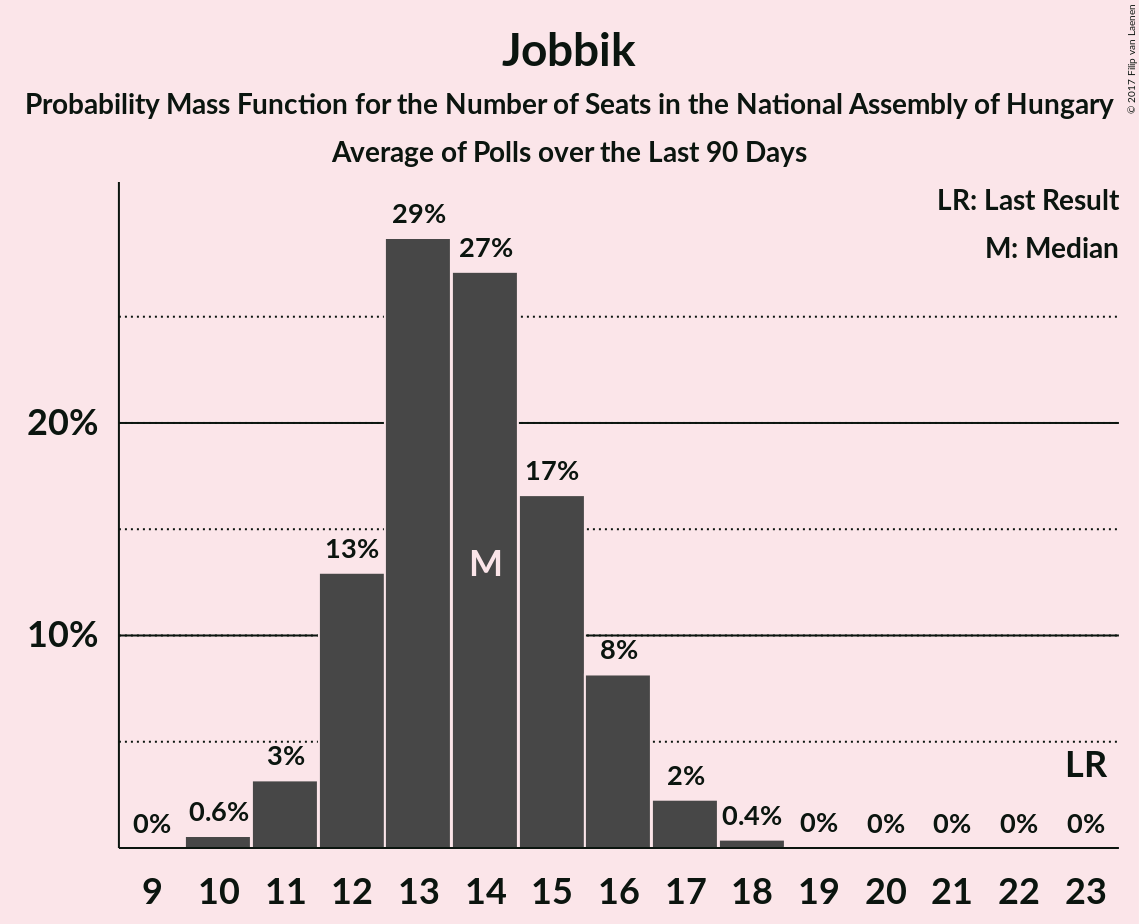 Jobbik
Probability Mass Function for the Number of Seats in the National Assembly of Hungary
Average of Polls over the Last 90 Days
© 2017 Filip van Laenen
LR: Last Result
M: Median
29%
27%
20%
17%
13%
M
10%
8%
3%
2%
LR
0%
0.6%
0.4%
0%
0%
0%
0%
0%
9 10 11 12 13 14 15 16 17 18 19 20 21 22 23